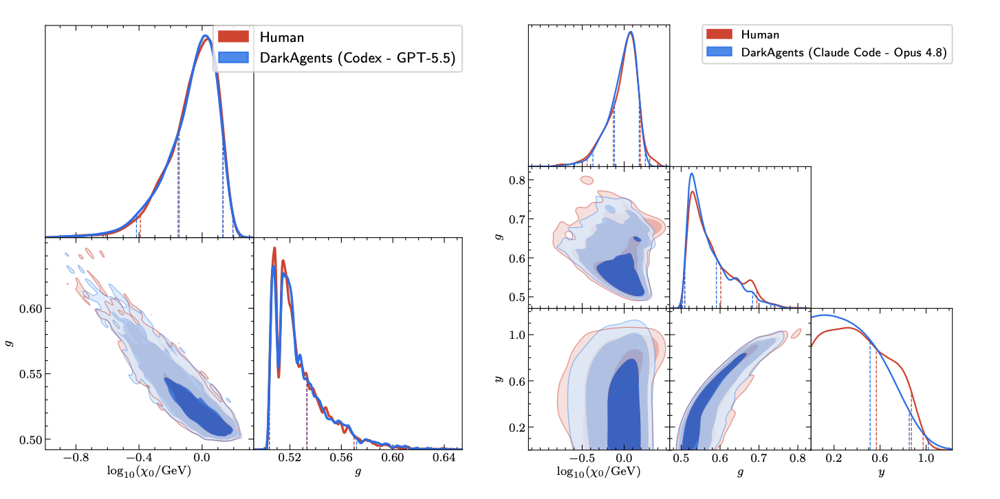 Human
DarkAgents (Codex - GPT-5.5)
0.60
0.55
0.50
g
−0.8 −0.4 0.0
log₁₀(χ₀/GeV)
0.52 0.56 0.60 0.64
g
Human
DarkAgents (Claude Code - Opus 4.8)
0.8
0.7
0.6
0.5
g
1.0
0.6
0.2
y
−0.5 0.0
log₁₀(χ₀/GeV)
0.5 0.6 0.7 0.8
g
0.2 0.6 1.0
y